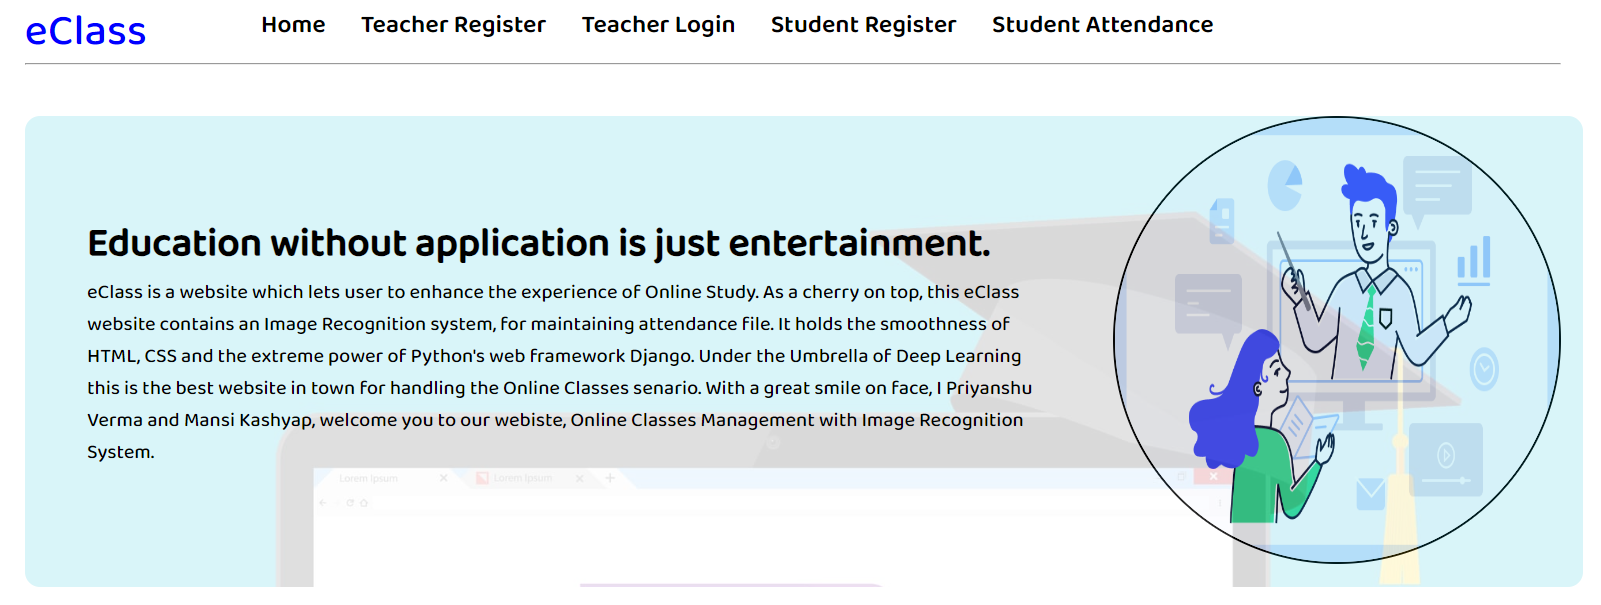 eClass
Home Teacher Register Teacher Login Student Register Student Attendance
Education without application is just entertainment.
eClass is a website which lets user to enhance the experience of Online Study. As a cherry on top, this eClass
website contains an Image Recognition system, for maintaining attendance file. It holds the smoothness of
HTML, CSS and the extreme power of Python's web framework Django. Under the Umbrella of Deep Learning
this is the best website in town for handling the Online Classes senario. With a great smile on face, I Priyanshu
Verma and Mansi Kashyap, welcome you to our webiste, Online Classes Management with Image Recognition
System.
Lorem Ipsum Lorem Ipsum